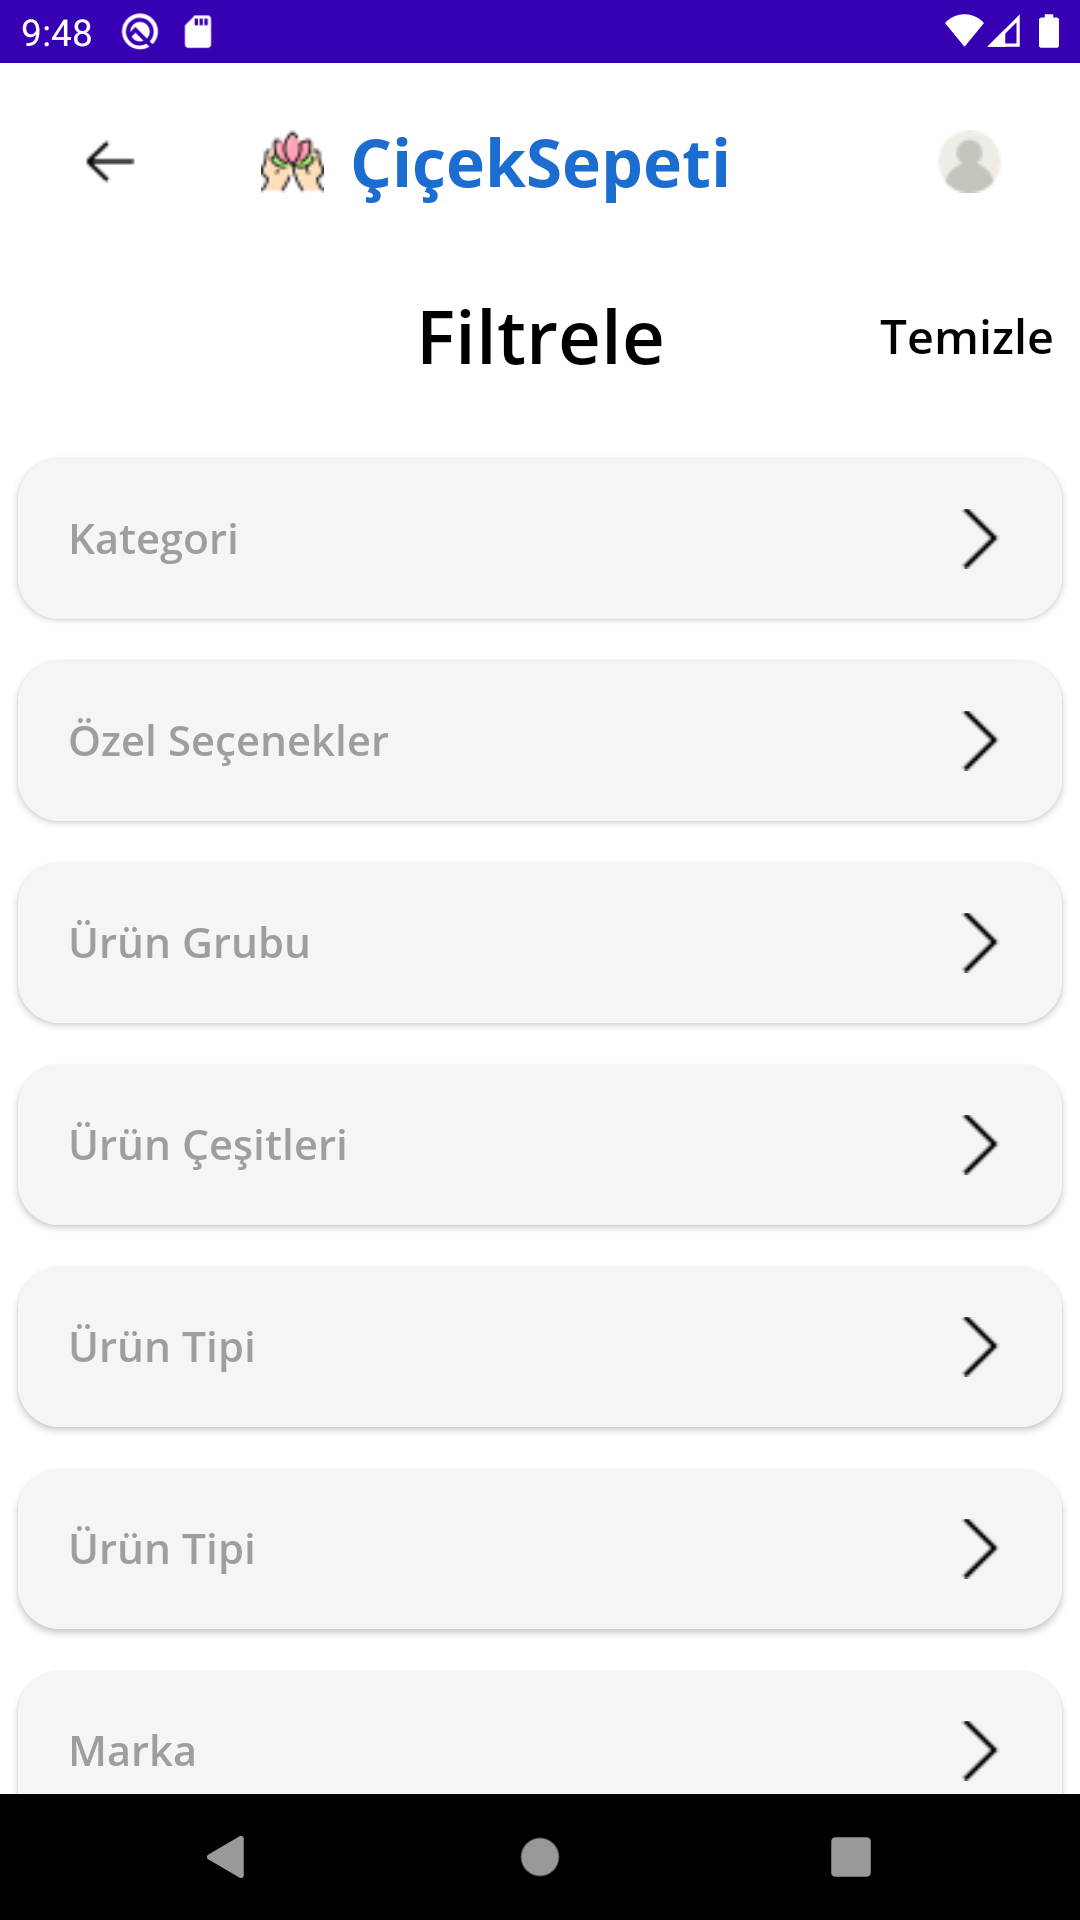 9:48
ÇiçekSepeti
Filtrele
Temizle
Kategori
Özel Seçenekler
Ürün Grubu
Ürün Çeşitleri
Ürün Tipi
Ürün Tipi
Marka